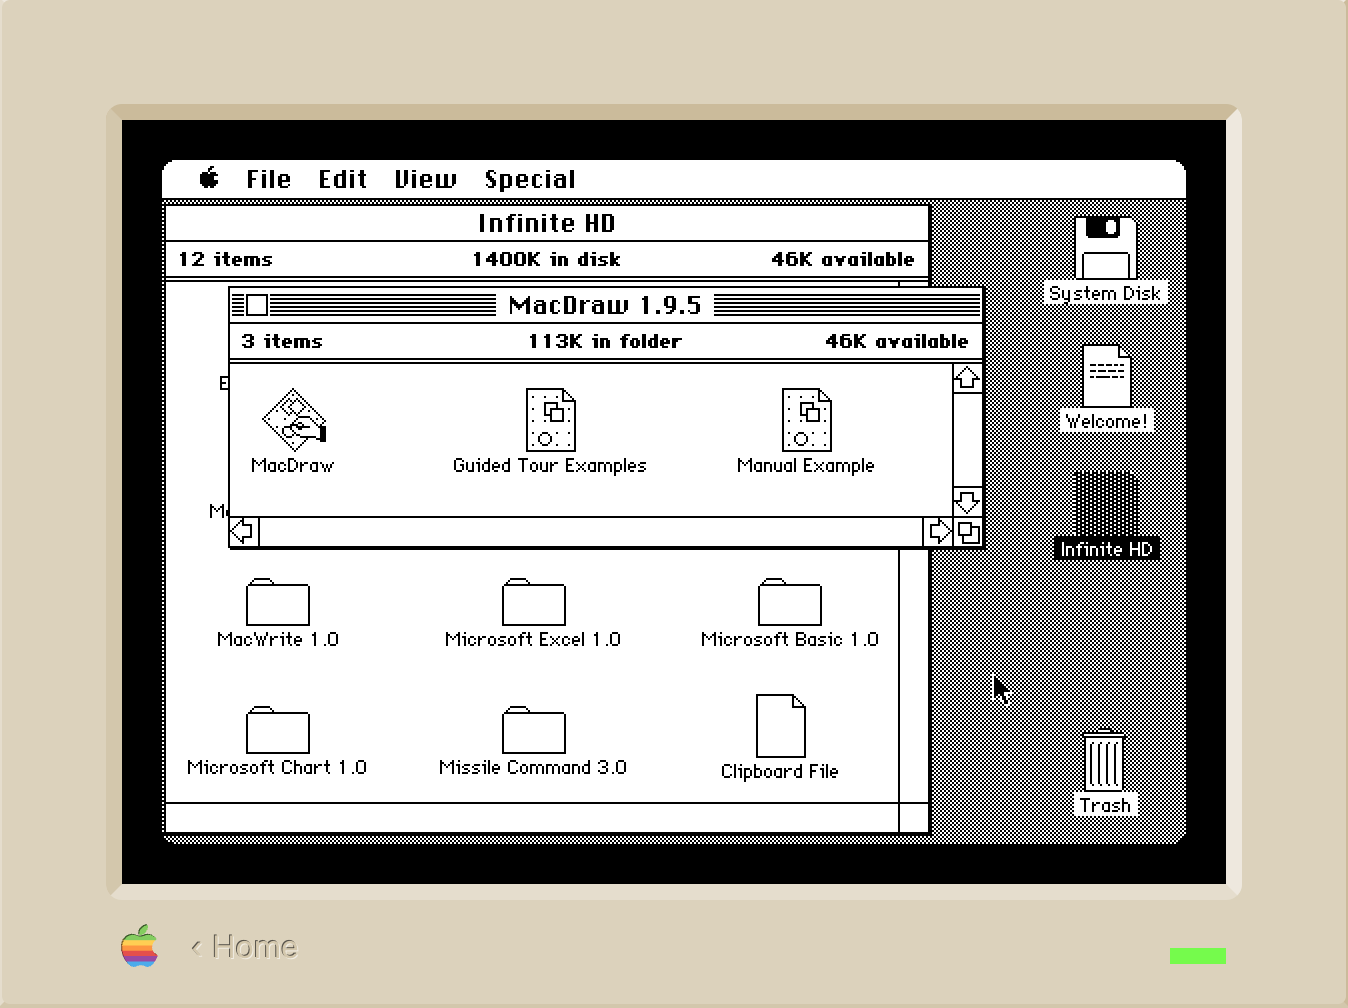 File Edit View Special
Infinite HD
12 items 1400K in disk 46K available
MacDraw 1.9.5
3 items 113K in folder 46K available
MacDraw Guided Tour Examples Manual Example
MacWrite 1.0 Microsoft Excel 1.0 Microsoft Basic 1.0
Microsoft Chart 1.0 Missile Command 3.0 Clipboard File
System Disk
Welcome!
Infinite HD
Trash
‹ Home